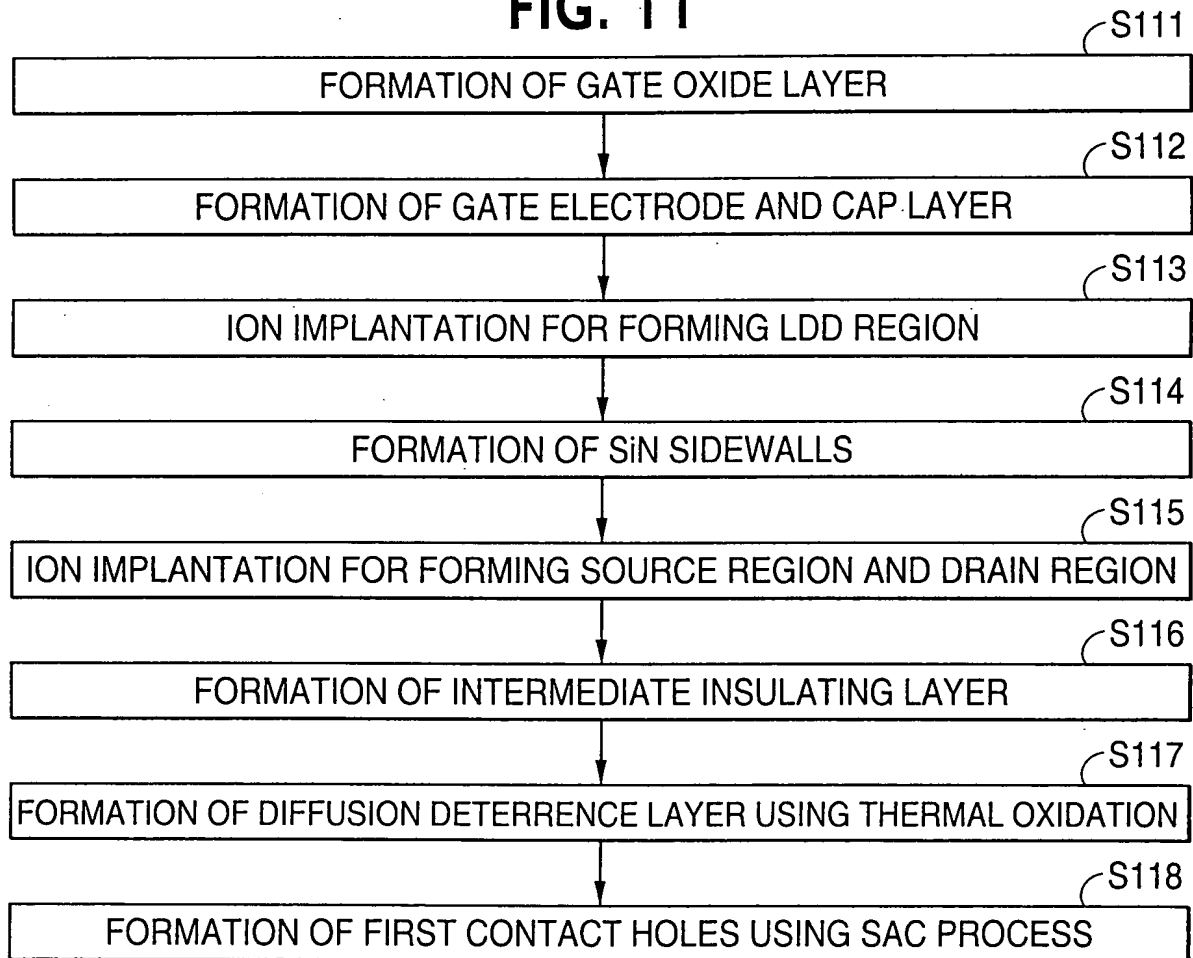 FIG. 11
S111
FORMATION OF GATE OXIDE LAYER
S112
FORMATION OF GATE ELECTRODE AND CAP LAYER
S113
ION IMPLANTATION FOR FORMING LDD REGION
S114
FORMATION OF SiN SIDEWALLS
S115
ION IMPLANTATION FOR FORMING SOURCE REGION AND DRAIN REGION
S116
FORMATION OF INTERMEDIATE INSULATING LAYER
S117
FORMATION OF DIFFUSION DETERRENCE LAYER USING THERMAL OXIDATION
S118
FORMATION OF FIRST CONTACT HOLES USING SAC PROCESS